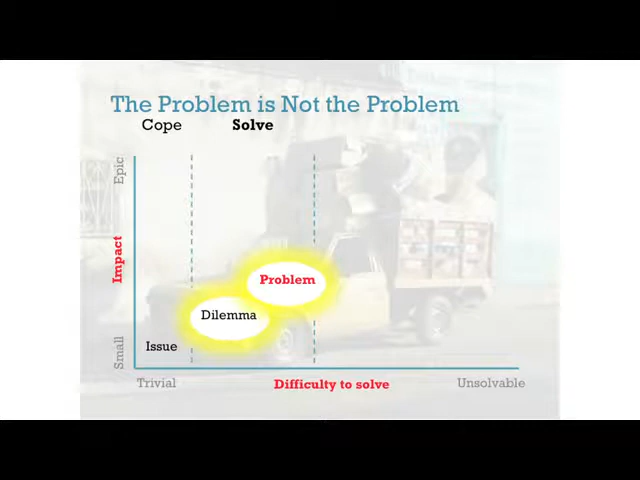 The Problem is Not the Problem
Cope Solve
Epic
Impact
Problem
Dilemma
Issue
Small
Trivial Difficulty to solve Unsolvable